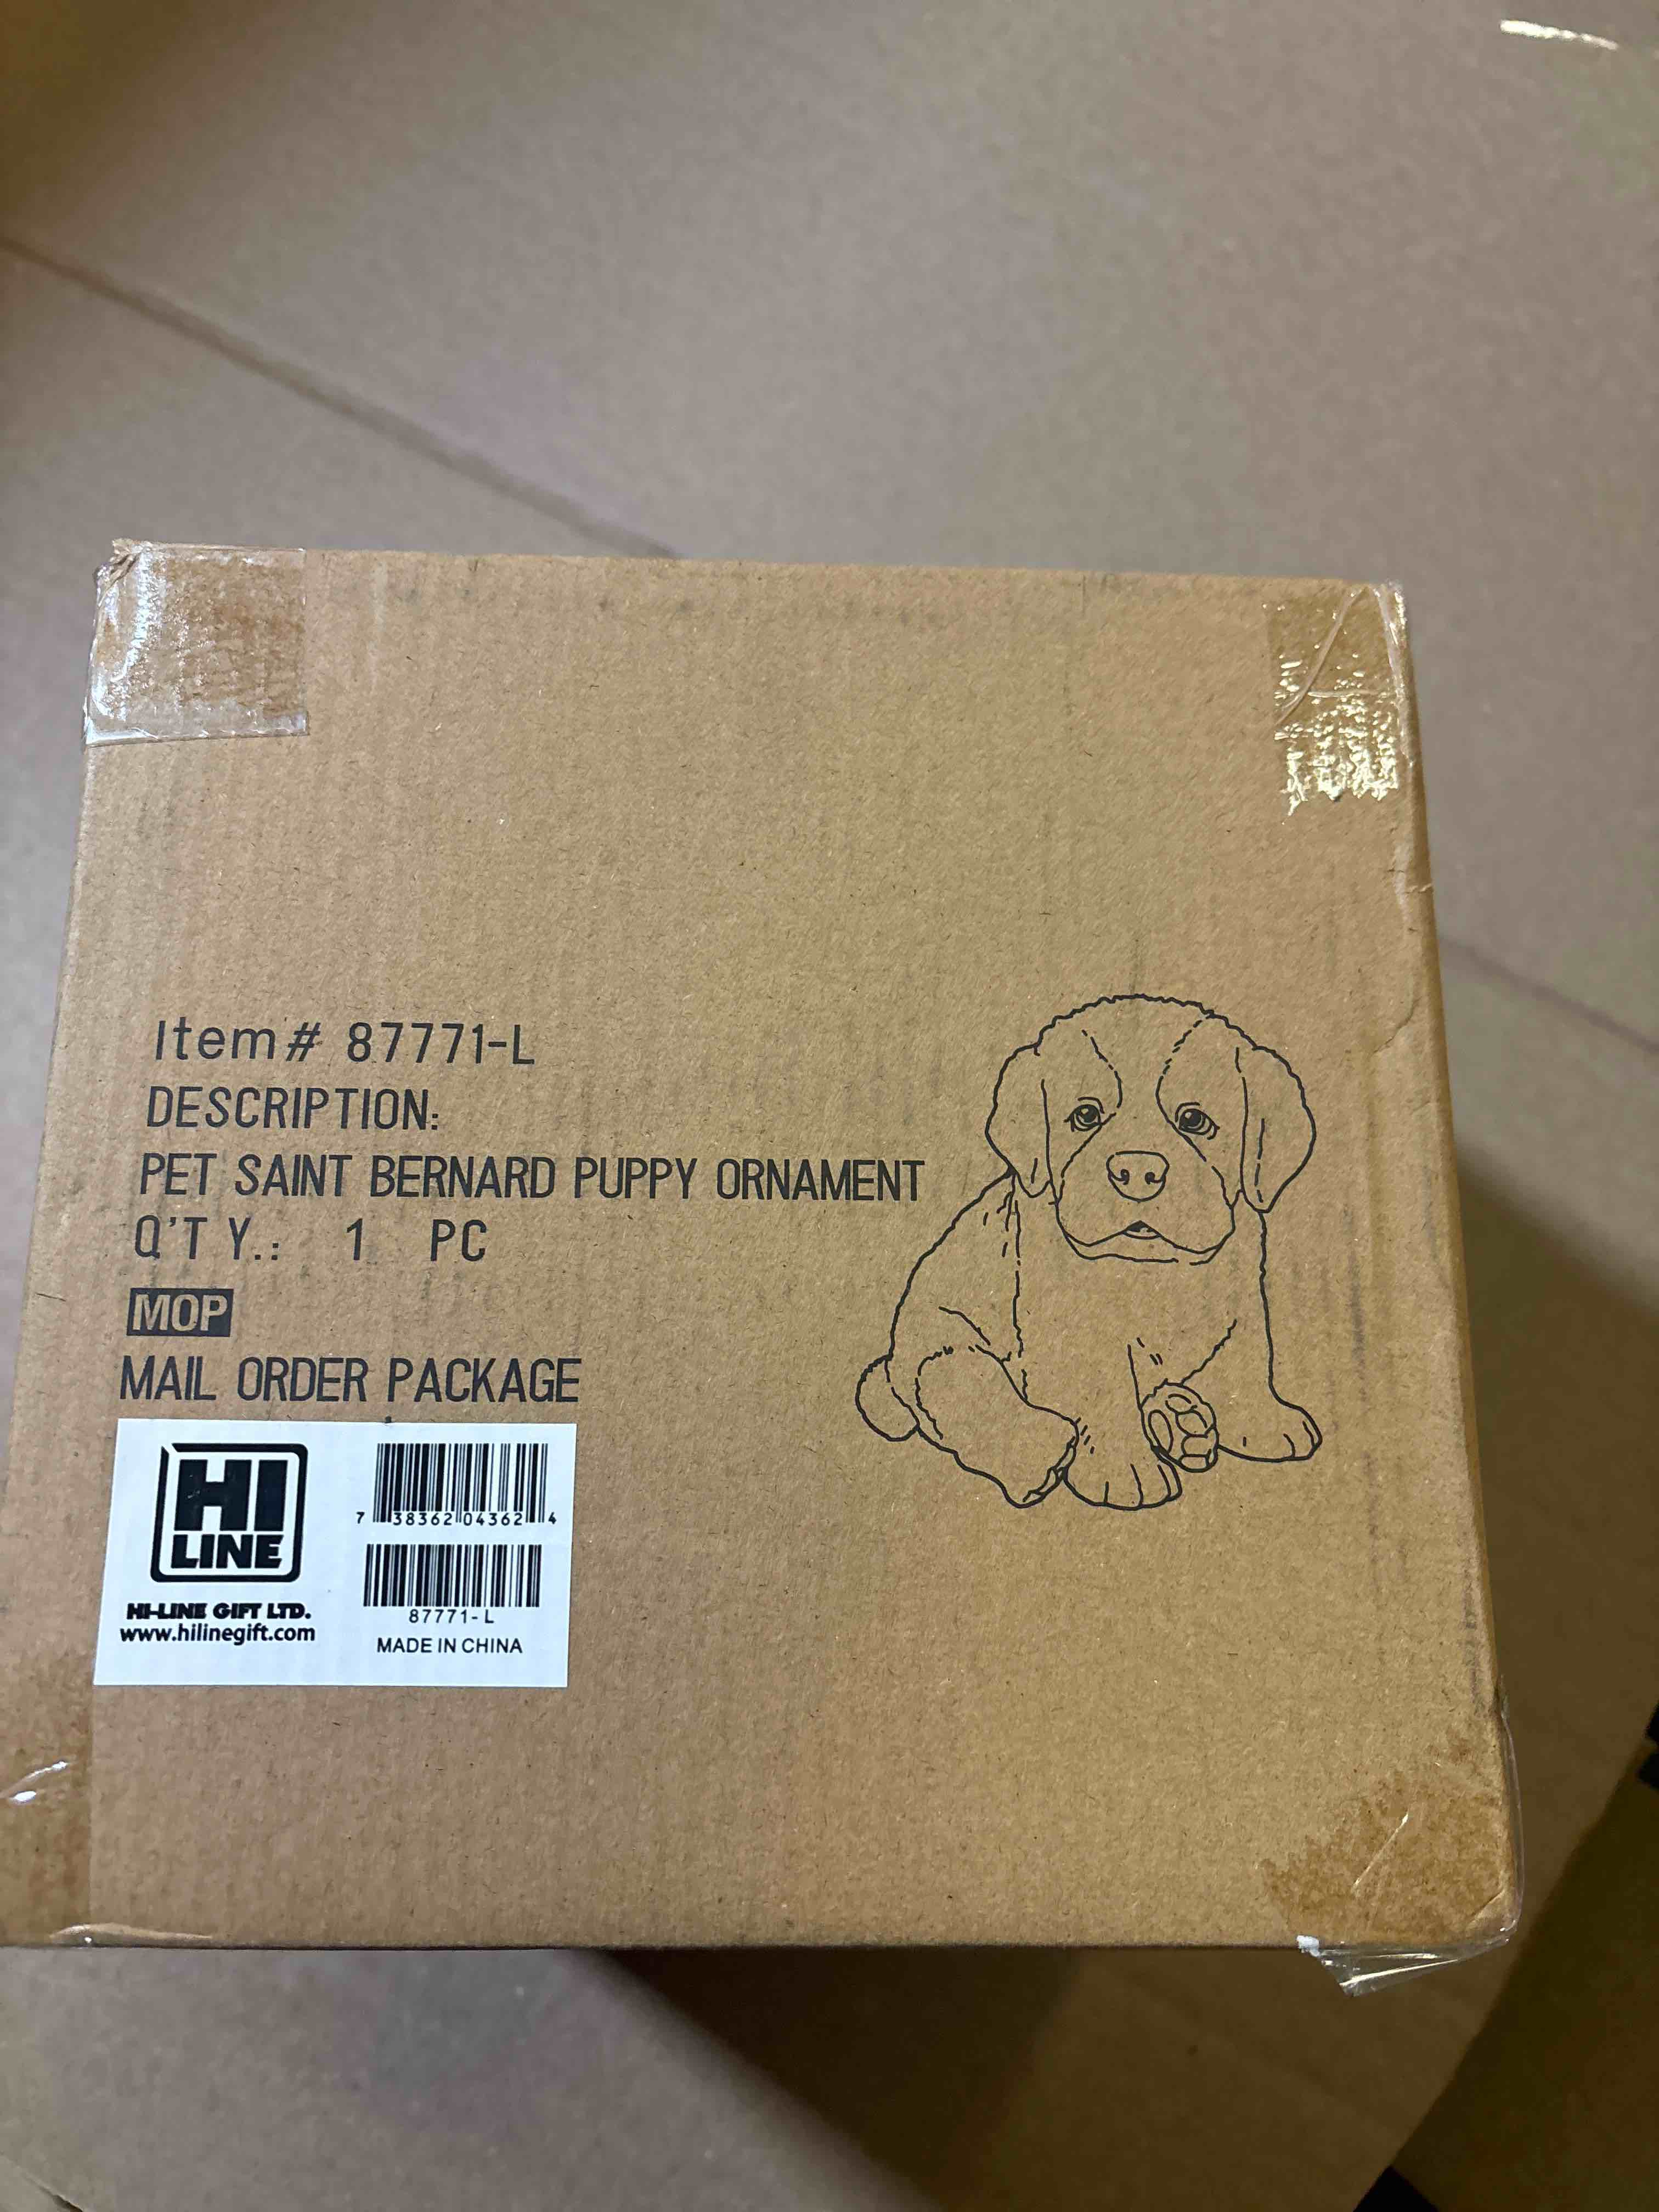 Item# 87771-L
DESCRIPTION:
PET SAINT BERNARD PUPPY ORNAMENT
Q'T Y.: 1 PC
MOP
MAIL ORDER PACKAGE
HI
LINE
HI-LINE GIFT LTD.
www.hilinegift.com
7 38362 04362 4
87771-L
MADE IN CHINA